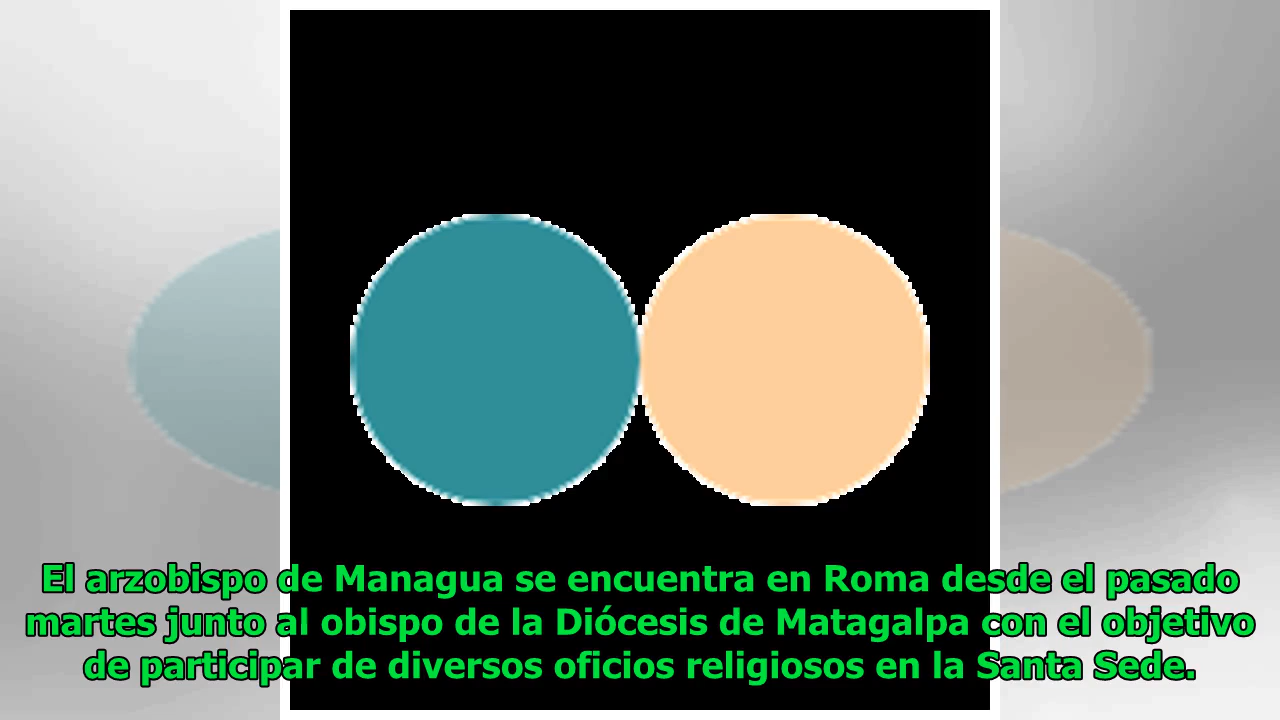 El arzobispo de Managua se encuentra en Roma desde el pasado
martes junto al obispo de la Diócesis de Matagalpa con el objetivo
de participar de diversos oficios religiosos en la Santa Sede.